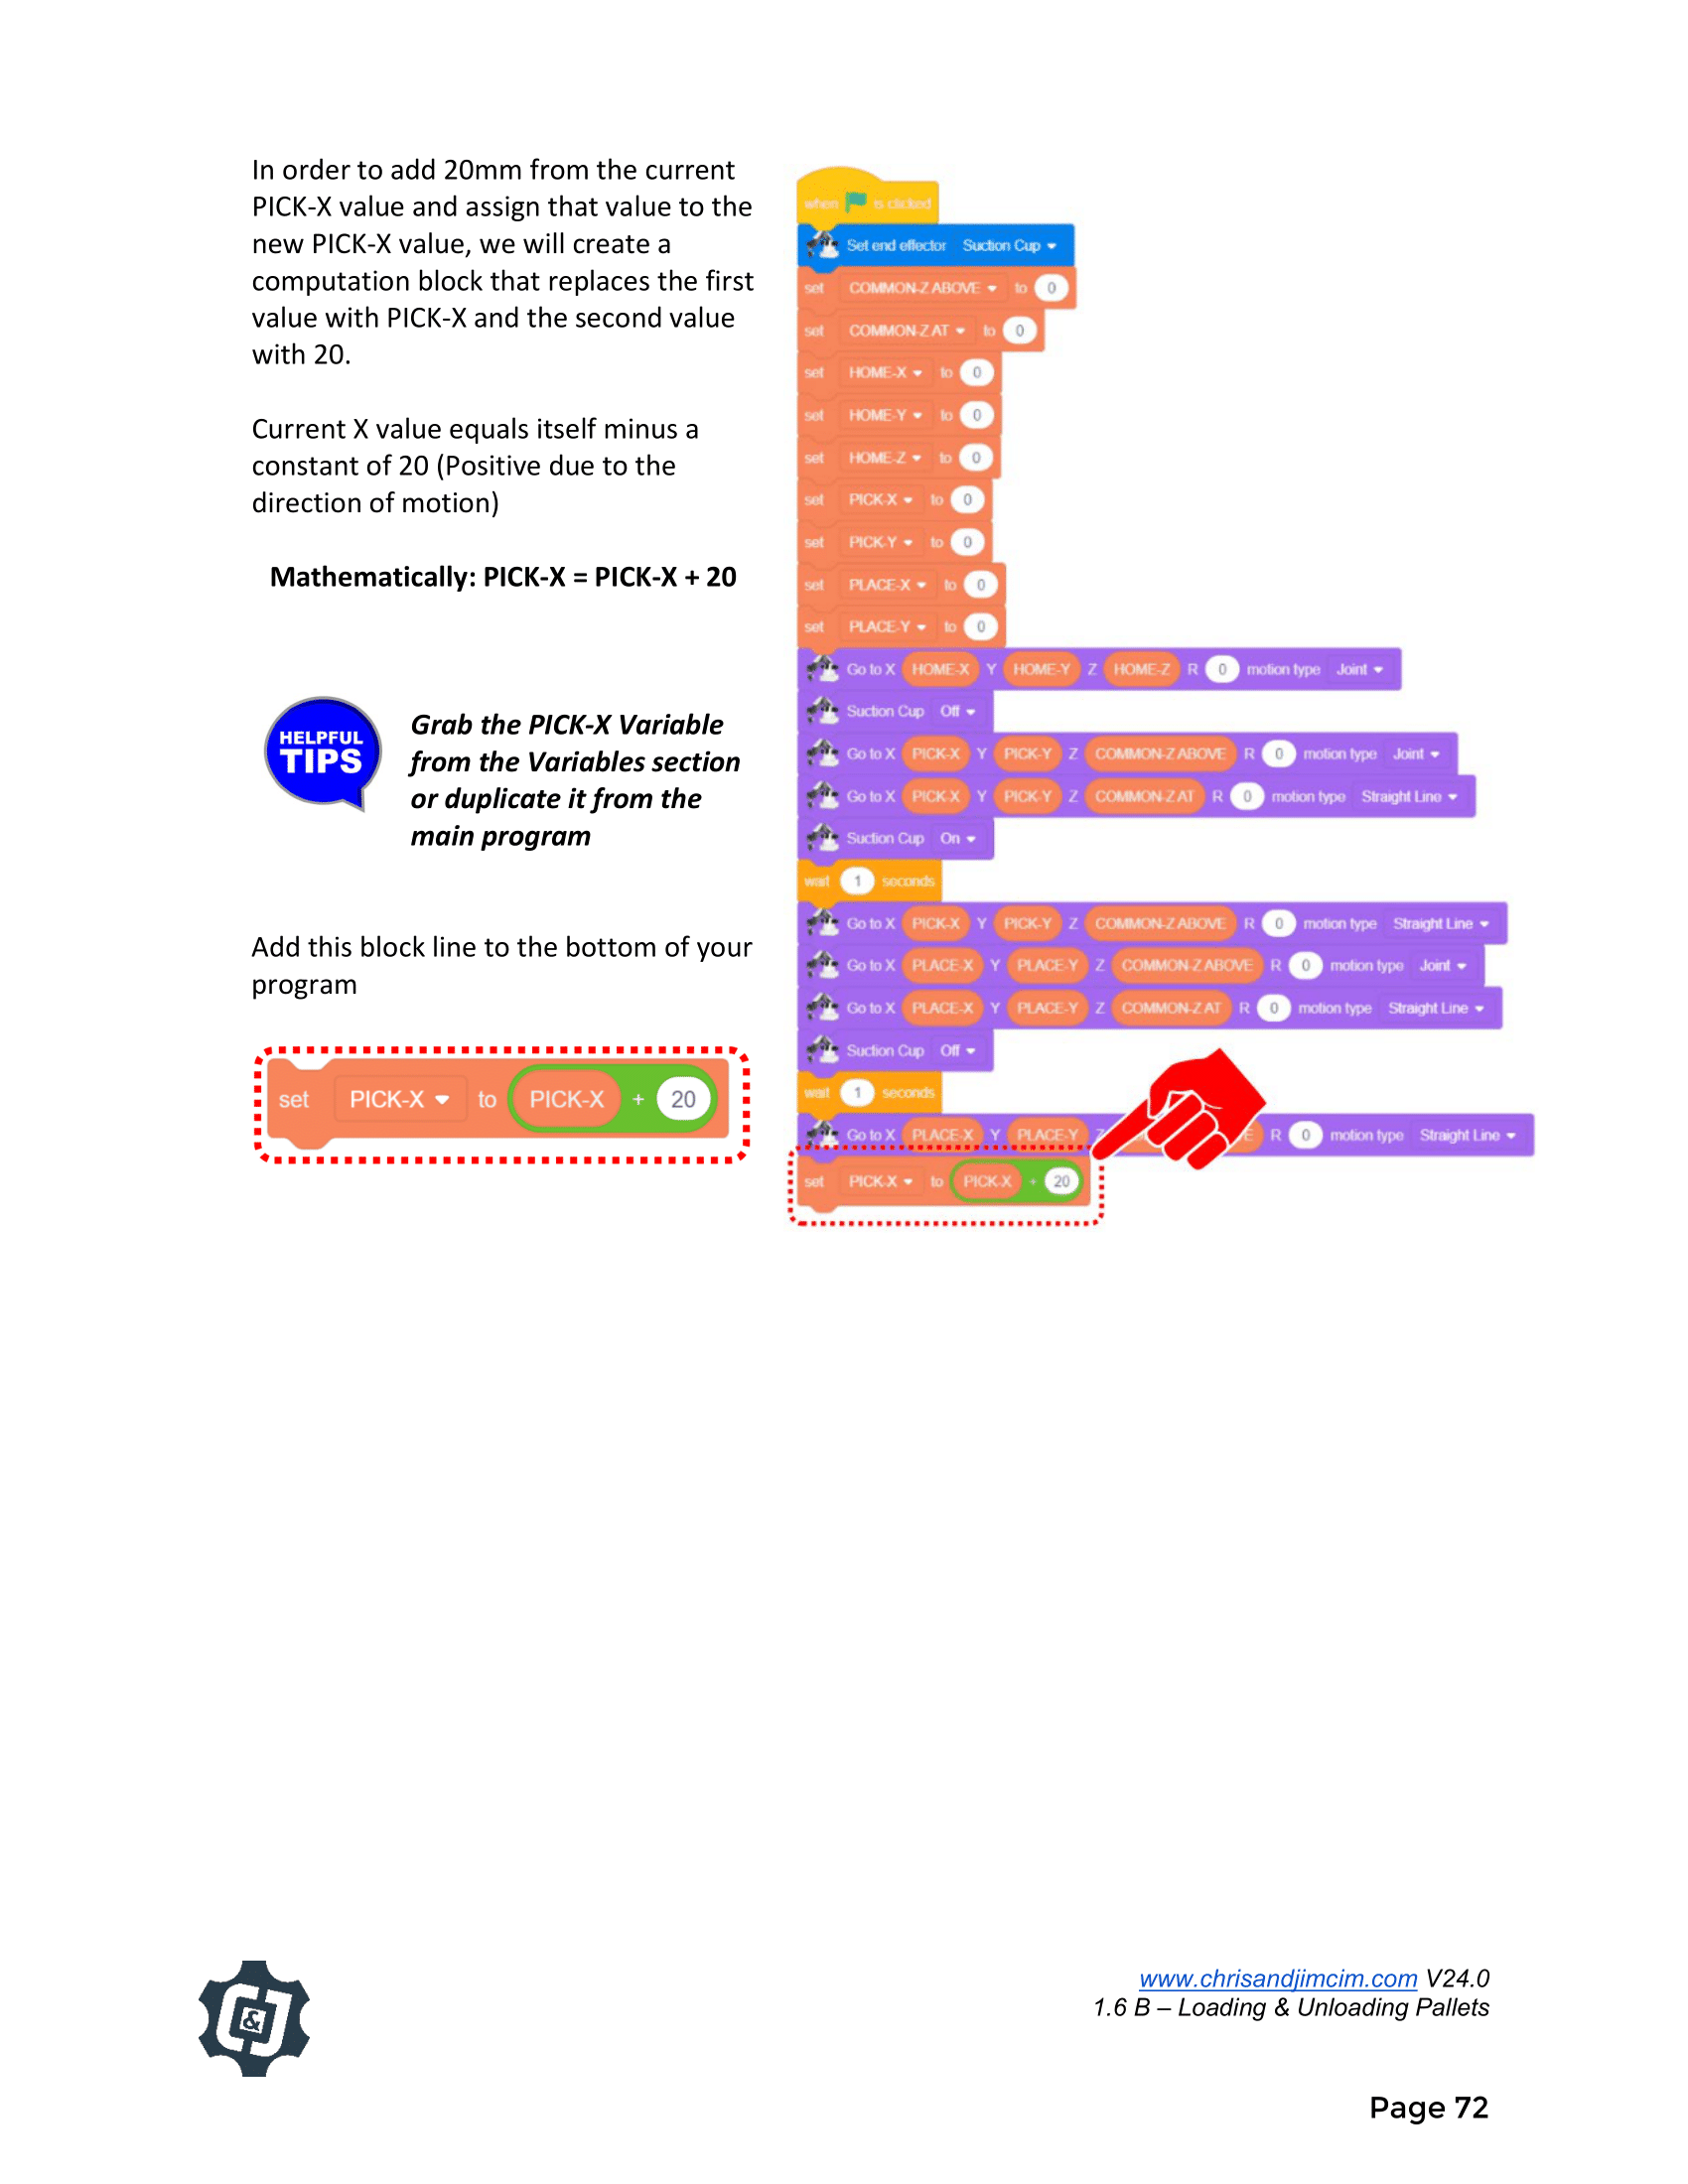 In order to add 20mm from the current
PICK-X value and assign that value to the
new PICK-X value, we will create a
computation block that replaces the first
value with PICK-X and the second value
with 20.
Current X value equals itself minus a
constant of 20 (Positive due to the
direction of motion)
Mathematically: PICK-X = PICK-X + 20
HELPFUL
TIPS
Grab the PICK-X Variable
from the Variables section
or duplicate it from the
main program
Add this block line to the bottom of your
program
set PICK-X to PICK-X + 20
when is clicked
Set end effector Suction Cup
set COMMON-Z ABOVE to 0
set COMMON-Z AT to 0
set HOME-X to 0
set HOME-Y to 0
set HOME-Z to 0
set PICK-X to 0
set PICK-Y to 0
set PLACE-X to 0
set PLACE-Y to 0
Go to X HOME-X Y HOME-Y Z HOME-Z R 0 motion type Joint
Suction Cup Off
Go to X PICK-X Y PICK-Y Z COMMON-Z ABOVE R 0 motion type Joint
Go to X PICK-X Y PICK-Y Z COMMON-Z AT R 0 motion type Straight Line
Suction Cup On
wait 1 seconds
Go to X PICK-X Y PICK-Y Z COMMON-Z ABOVE R 0 motion type Straight Line
Go to X PLACE-X Y PLACE-Y Z COMMON-Z ABOVE R 0 motion type Joint
Go to X PLACE-X Y PLACE-Y Z COMMON-Z AT R 0 motion type Straight Line
Suction Cup Off
wait 1 seconds
Go to X PLACE-X Y PLACE-Y Z R 0 motion type Straight Line
set PICK-X to PICK-X + 20
&
www.chrisandjimcim.com V24.0
1.6 B – Loading & Unloading Pallets
Page 72